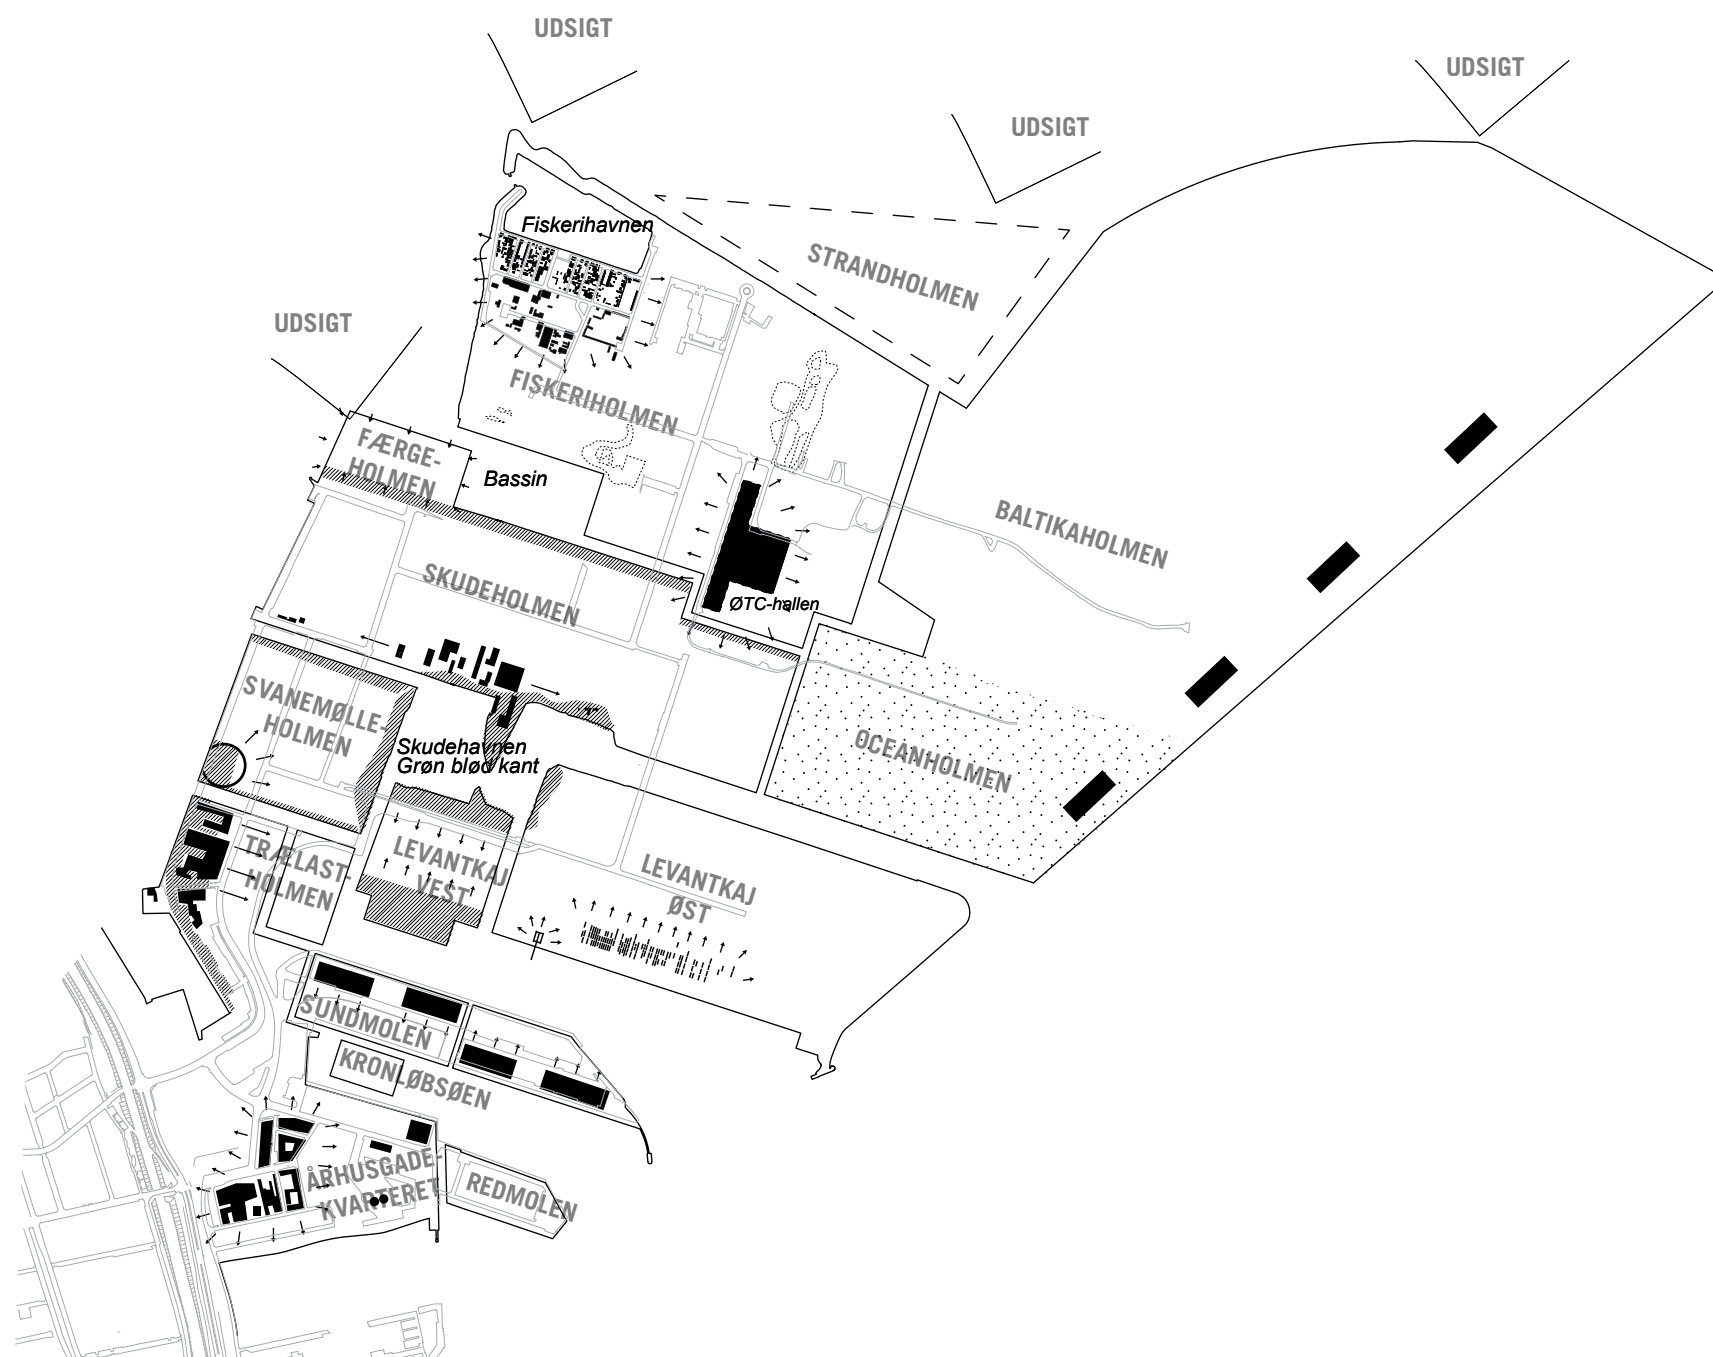 UDSIGT
UDSIGT
UDSIGT
Fiskerihavnen
STRANDHOLMEN
UDSIGT
FISKERIHOLMEN
FÆRGE-
HOLMEN
Bassin
BALTIKAHOLMEN
SKUDEHOLMEN
ØTC-hallen
SVANEMØLLE-
HOLMEN
Skudehavnen
Grøn blød kant
OCEANHOLMEN
TRÆLAST-
HOLMEN
LEVANTKAJ
VEST
LEVANTKAJ
ØST
SUNDMOLEN
KRONLØBSØEN
ÅRHUSGADE-
KVARTERET
REDMOLEN